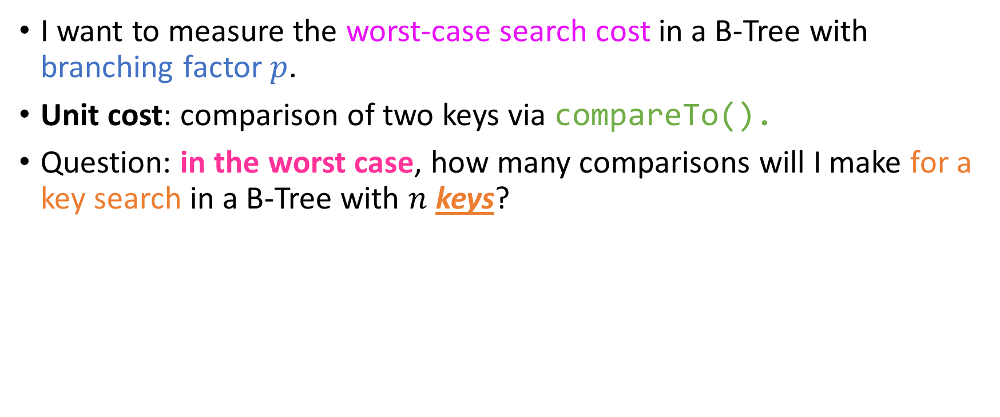 • I want to measure the worst-case search cost in a B-Tree with
branching factor 𝑝.
• Unit cost: comparison of two keys via compareTo().
• Question: in the worst case, how many comparisons will I make for a
key search in a B-Tree with 𝑛 keys?